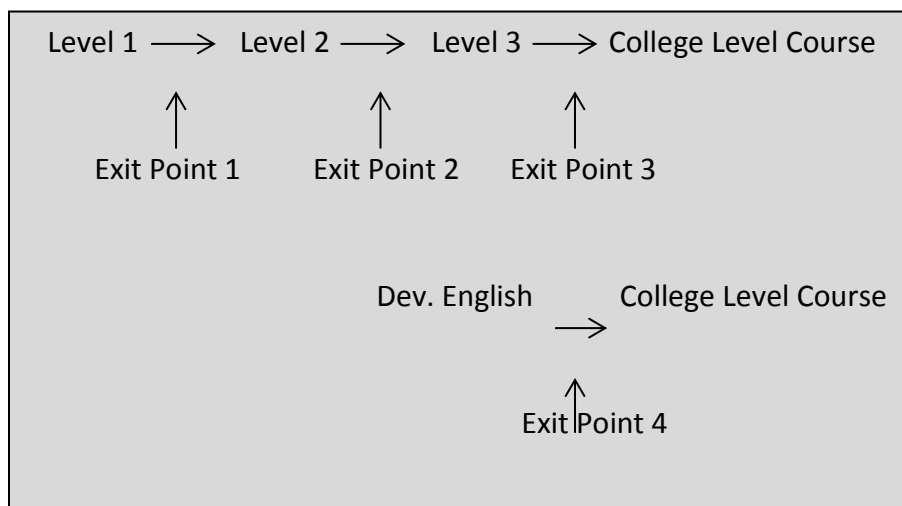 Level 1 Level 2 Level 3 College Level Course
Exit Point 1 Exit Point 2 Exit Point 3
Dev. English College Level Course
Exit Point 4